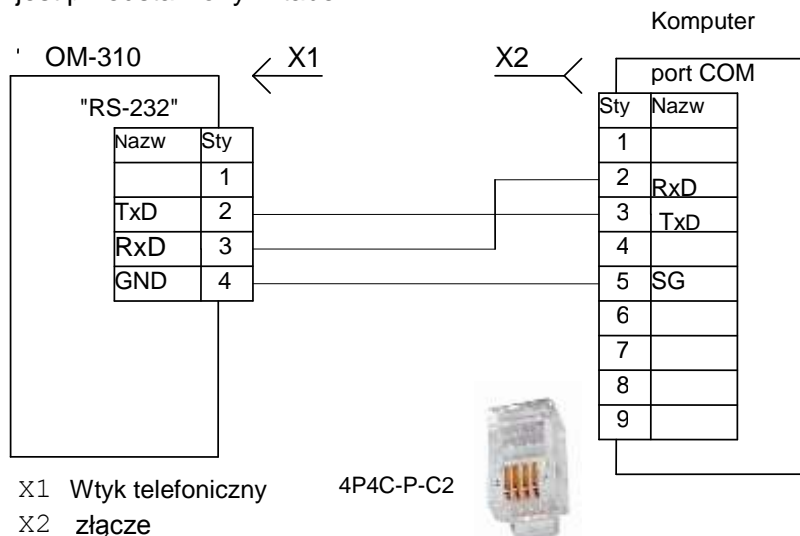 Komputer
OM-310
X1
X2
port COM
"RS-232"
Nazw Sty
1
TxD 2
RxD 3
GND 4
Sty Nazw
1
2 RxD
3 TxD
4
5 SG
6
7
8
9
X1 Wtyk telefoniczny
4P4C-P-C2
X2 złącze